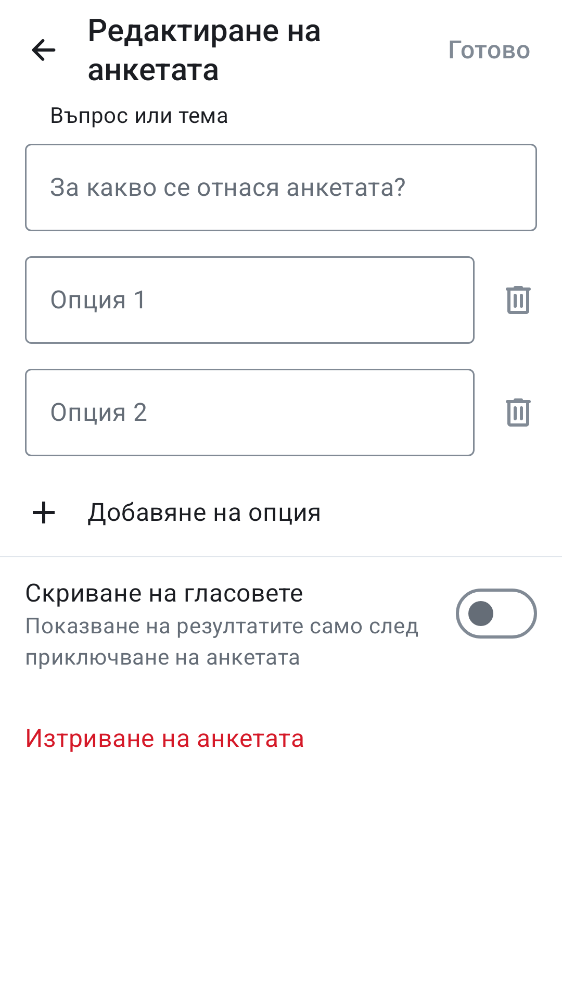 Редактиране на
анкетата
Готово
Въпрос или тема
За какво се отнася анкетата?
Опция 1
Опция 2
Добавяне на опция
Скриване на гласовете
Показване на резултатите само след
приключване на анкетата
Изтриване на анкетата